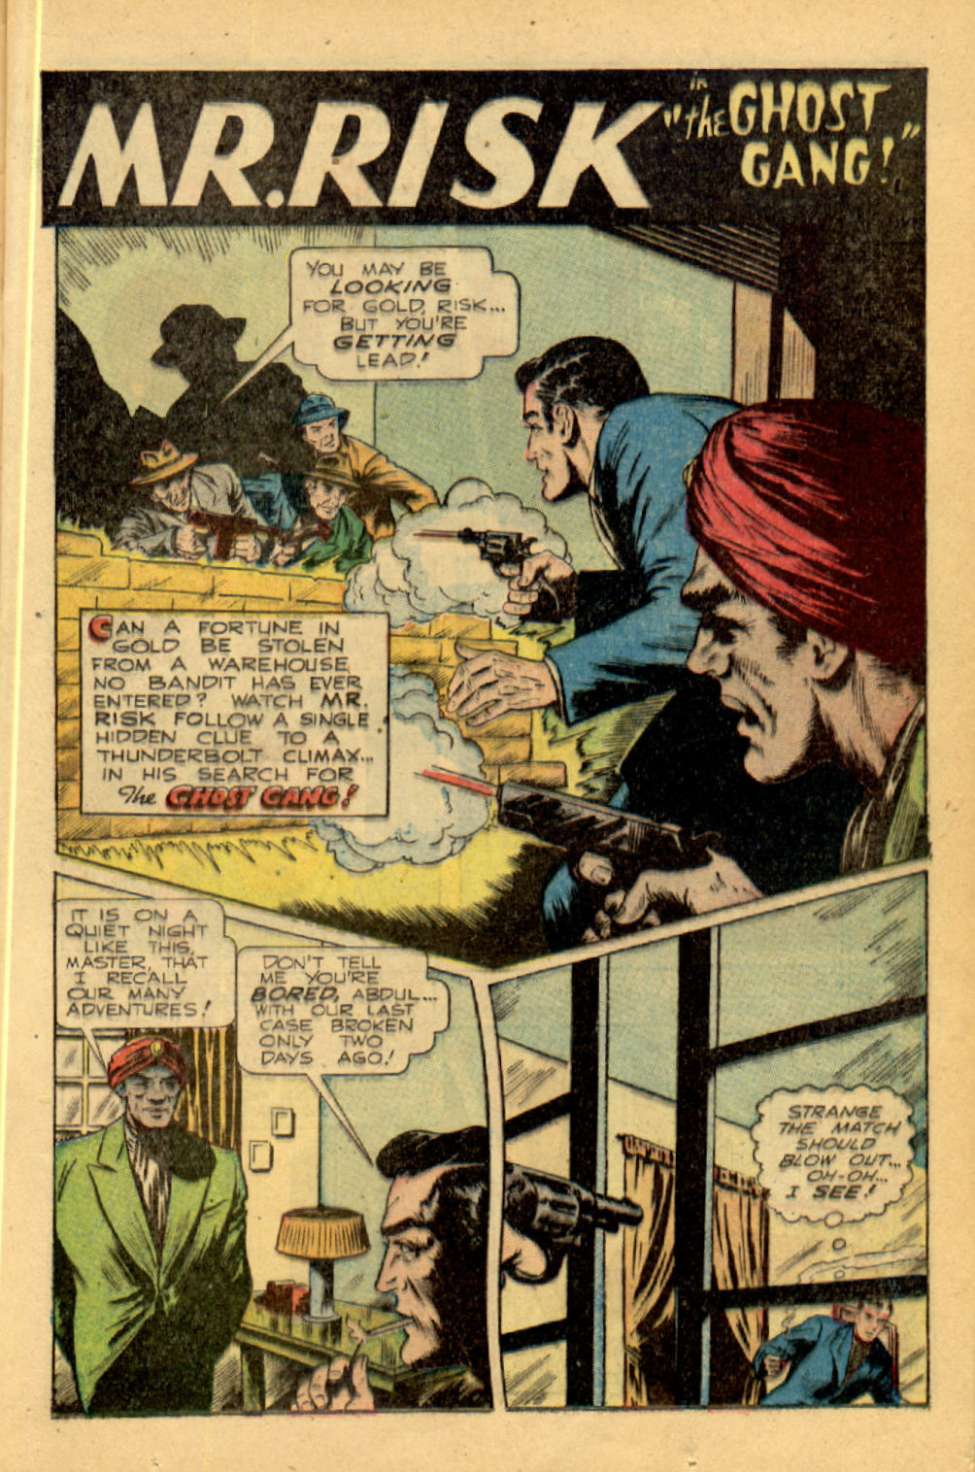 MR. RISK
in
"the GHOST
GANG!"
YOU MAY BE
LOOKING
FOR GOLD, RISK...
BUT YOU'RE
GETTING
LEAD!
CAN A FORTUNE IN
GOLD BE STOLEN
FROM A WAREHOUSE
NO BANDIT HAS EVER
ENTERED? WATCH MR.
RISK FOLLOW A SINGLE
HIDDEN CLUE TO A
THUNDERBOLT CLIMAX...
IN HIS SEARCH FOR
The GHOST GANG!
IT IS ON A
QUIET NIGHT
LIKE THIS,
MASTER, THAT
I RECALL
OUR MANY
ADVENTURES!
DON'T TELL
ME YOU'RE
BORED, ABDUL...
WITH OUR LAST
CASE BROKEN
ONLY TWO
DAYS AGO!
STRANGE
THE MATCH
SHOULD
BLOW OUT...
OH-OH...
I SEE!